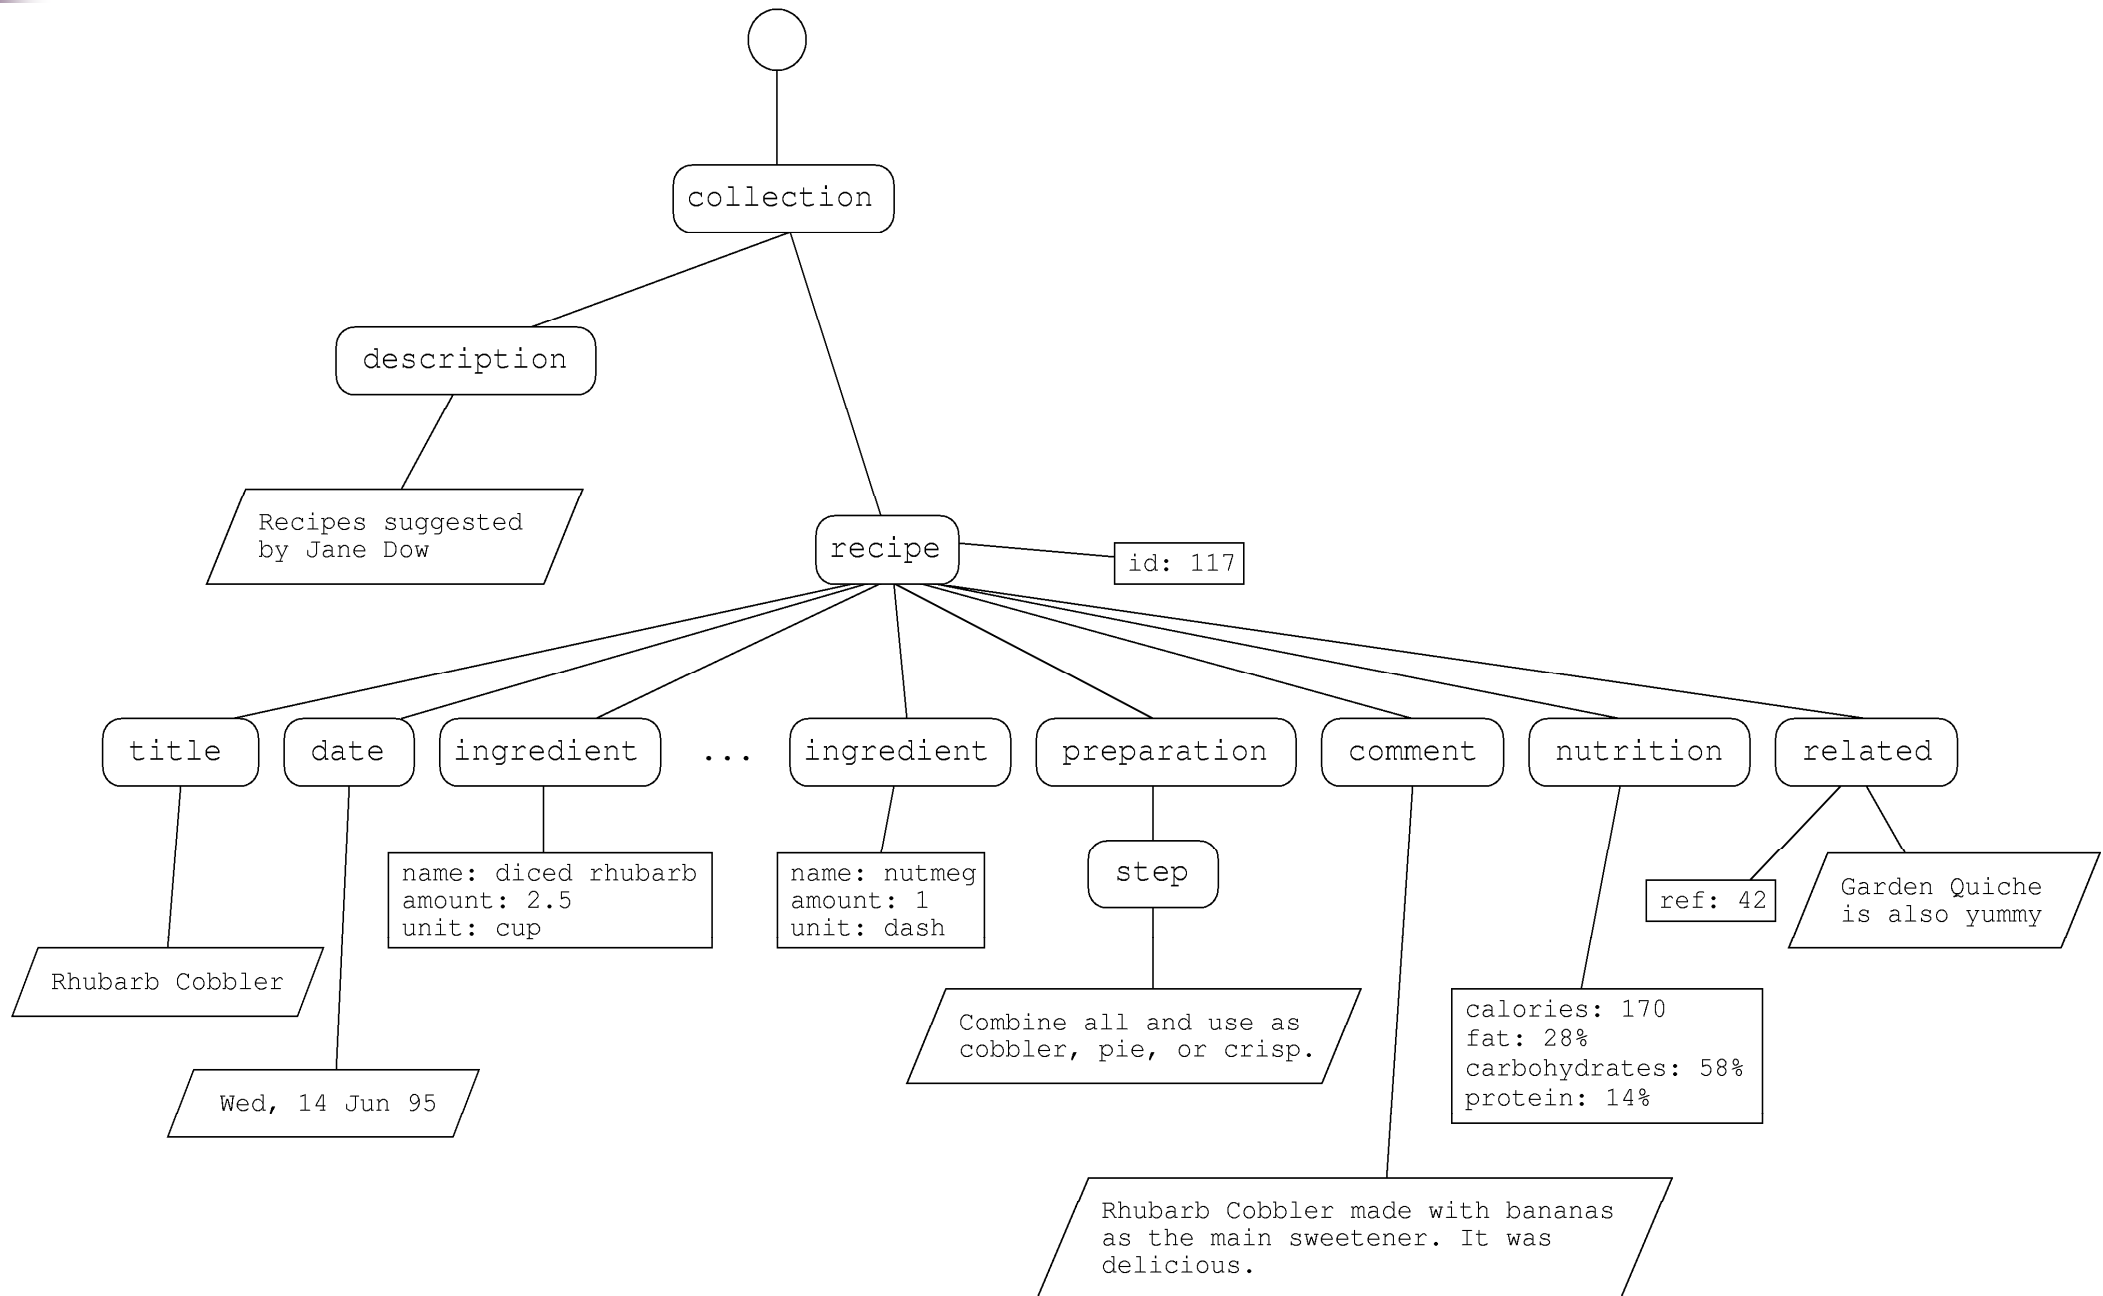 collection
description
Recipes suggested
by Jane Dow
recipe
id: 117
title
date
ingredient
...
ingredient
preparation
comment
nutrition
related
name: diced rhubarb
amount: 2.5
unit: cup
name: nutmeg
amount: 1
unit: dash
step
ref: 42
Garden Quiche
is also yummy
Rhubarb Cobbler
Combine all and use as
cobbler, pie, or crisp.
calories: 170
fat: 28%
carbohydrates: 58%
protein: 14%
Wed, 14 Jun 95
Rhubarb Cobbler made with bananas
as the main sweetener. It was
delicious.